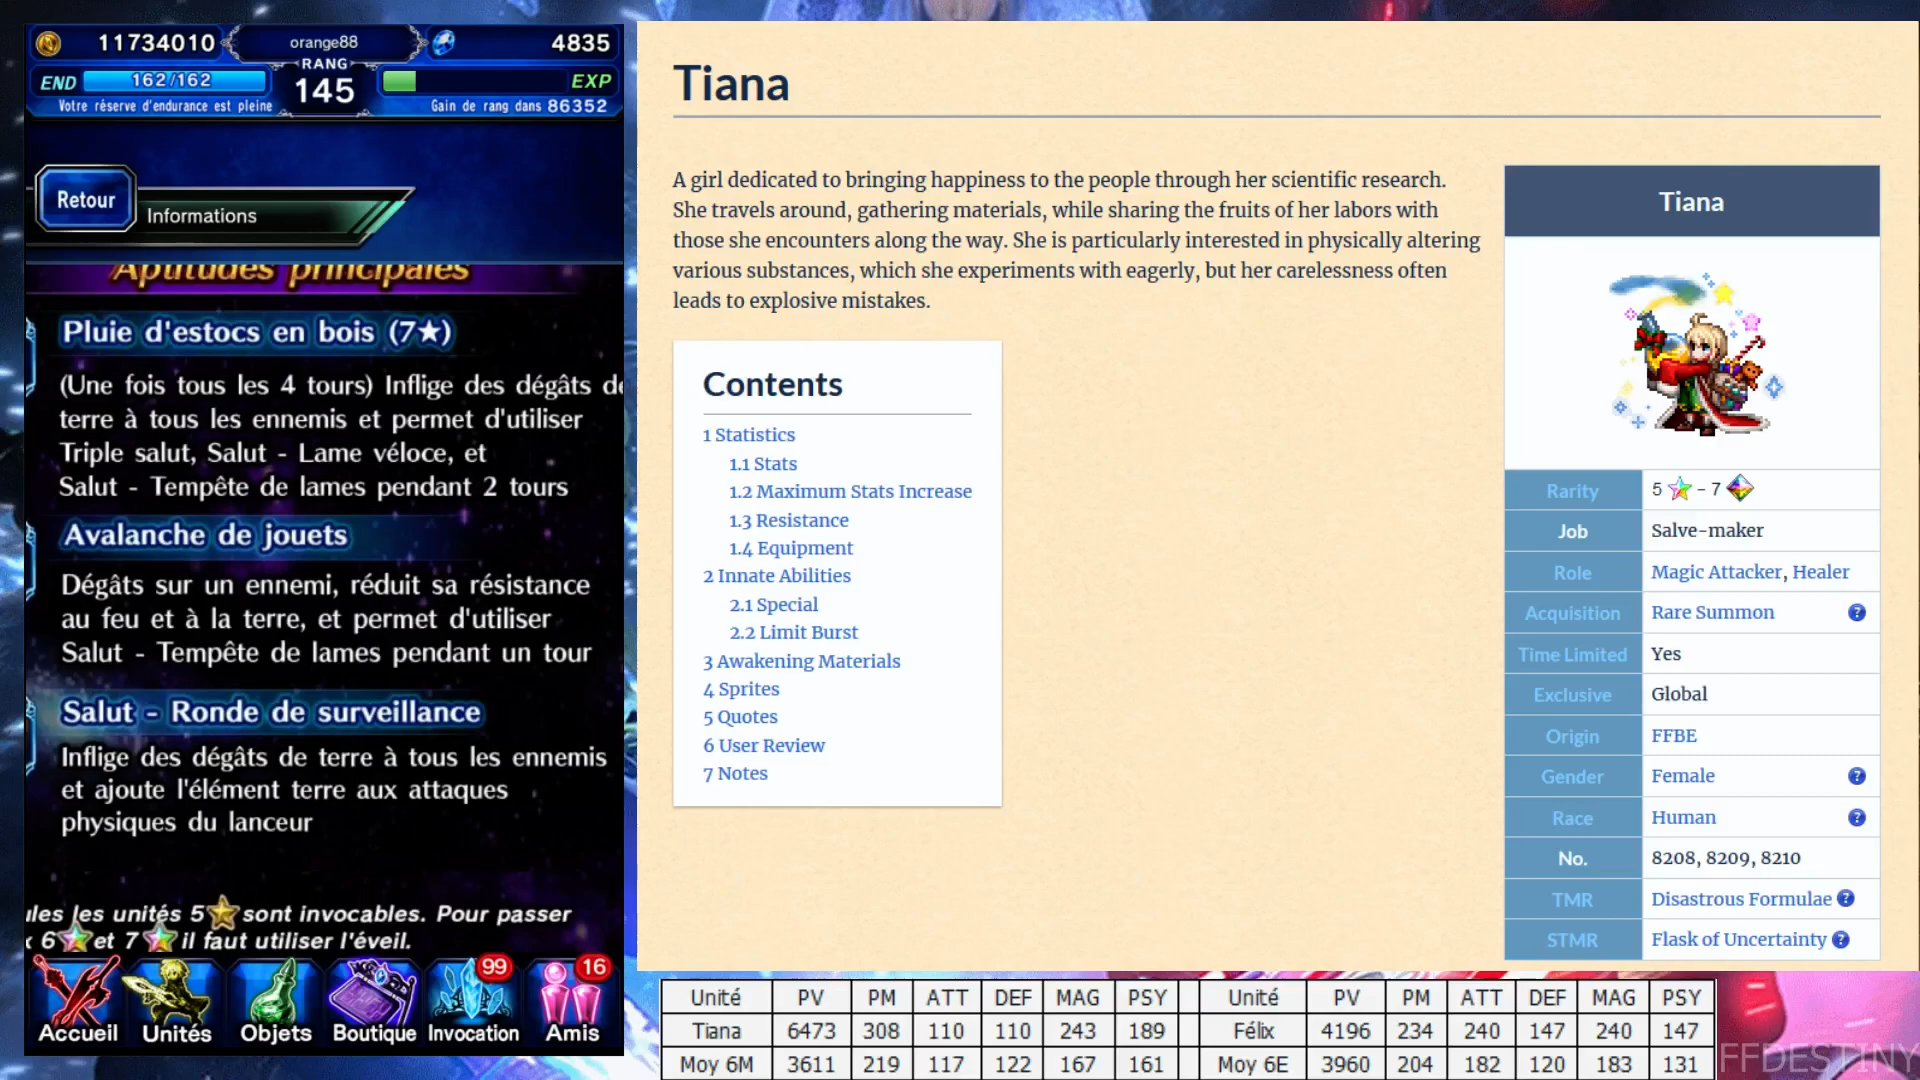 11734010
orange88
4835
RANG
145
END
162/162
EXP
Votre réserve d'endurance est pleine
Gain de rang dans 86352
Retour
Informations
Aptitudes principales
Pluie d'estocs en bois (7★)
(Une fois tous les 4 tours) Inflige des dégâts de
terre à tous les ennemis et permet d'utiliser
Triple salut, Salut - Lame véloce, et
Salut - Tempête de lames pendant 2 tours
Avalanche de jouets
Dégâts sur un ennemi, réduit sa résistance
au feu et à la terre, et permet d'utiliser
Salut - Tempête de lames pendant un tour
Salut - Ronde de surveillance
Inflige des dégâts de terre à tous les ennemis
et ajoute l'élément terre aux attaques
physiques du lanceur
ules les unités 5 sont invocables. Pour passer
x 6 et 7 il faut utiliser l'éveil.
99
16
Accueil
Unités
Objets
Boutique
Invocation
Amis
Tiana
A girl dedicated to bringing happiness to the people through her scientific research.
She travels around, gathering materials, while sharing the fruits of her labors with
those she encounters along the way. She is particularly interested in physically altering
various substances, which she experiments with eagerly, but her carelessness often
leads to explosive mistakes.
Contents
1 Statistics
1.1 Stats
1.2 Maximum Stats Increase
1.3 Resistance
1.4 Equipment
2 Innate Abilities
2.1 Special
2.2 Limit Burst
3 Awakening Materials
4 Sprites
5 Quotes
6 User Review
7 Notes
Tiana
Rarity 5 - 7
Job Salve-maker
Role Magic Attacker, Healer
Acquisition Rare Summon ?
Time Limited Yes
Exclusive Global
Origin FFBE
Gender Female ?
Race Human ?
No. 8208, 8209, 8210
TMR Disastrous Formulae ?
STMR Flask of Uncertainty ?
Unité PV PM ATT DEF MAG PSY Unité PV PM ATT DEF MAG PSY
Tiana 6473 308 110 110 243 189 Félix 4196 234 240 147 240 147
Moy 6M 3611 219 117 122 167 161 Moy 6E 3960 204 182 120 183 131
FFDESTINY